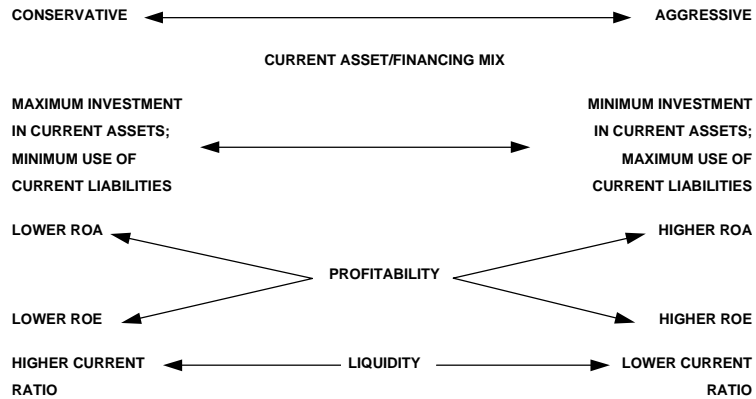 CONSERVATIVE
AGGRESSIVE
CURRENT ASSET/FINANCING MIX
MAXIMUM INVESTMENT
IN CURRENT ASSETS;
MINIMUM USE OF
CURRENT LIABILITIES
MINIMUM INVESTMENT
IN CURRENT ASSETS;
MAXIMUM USE OF
CURRENT LIABILITIES
LOWER ROA
HIGHER ROA
PROFITABILITY
LOWER ROE
HIGHER ROE
HIGHER CURRENT
RATIO
LIQUIDITY
LOWER CURRENT
RATIO